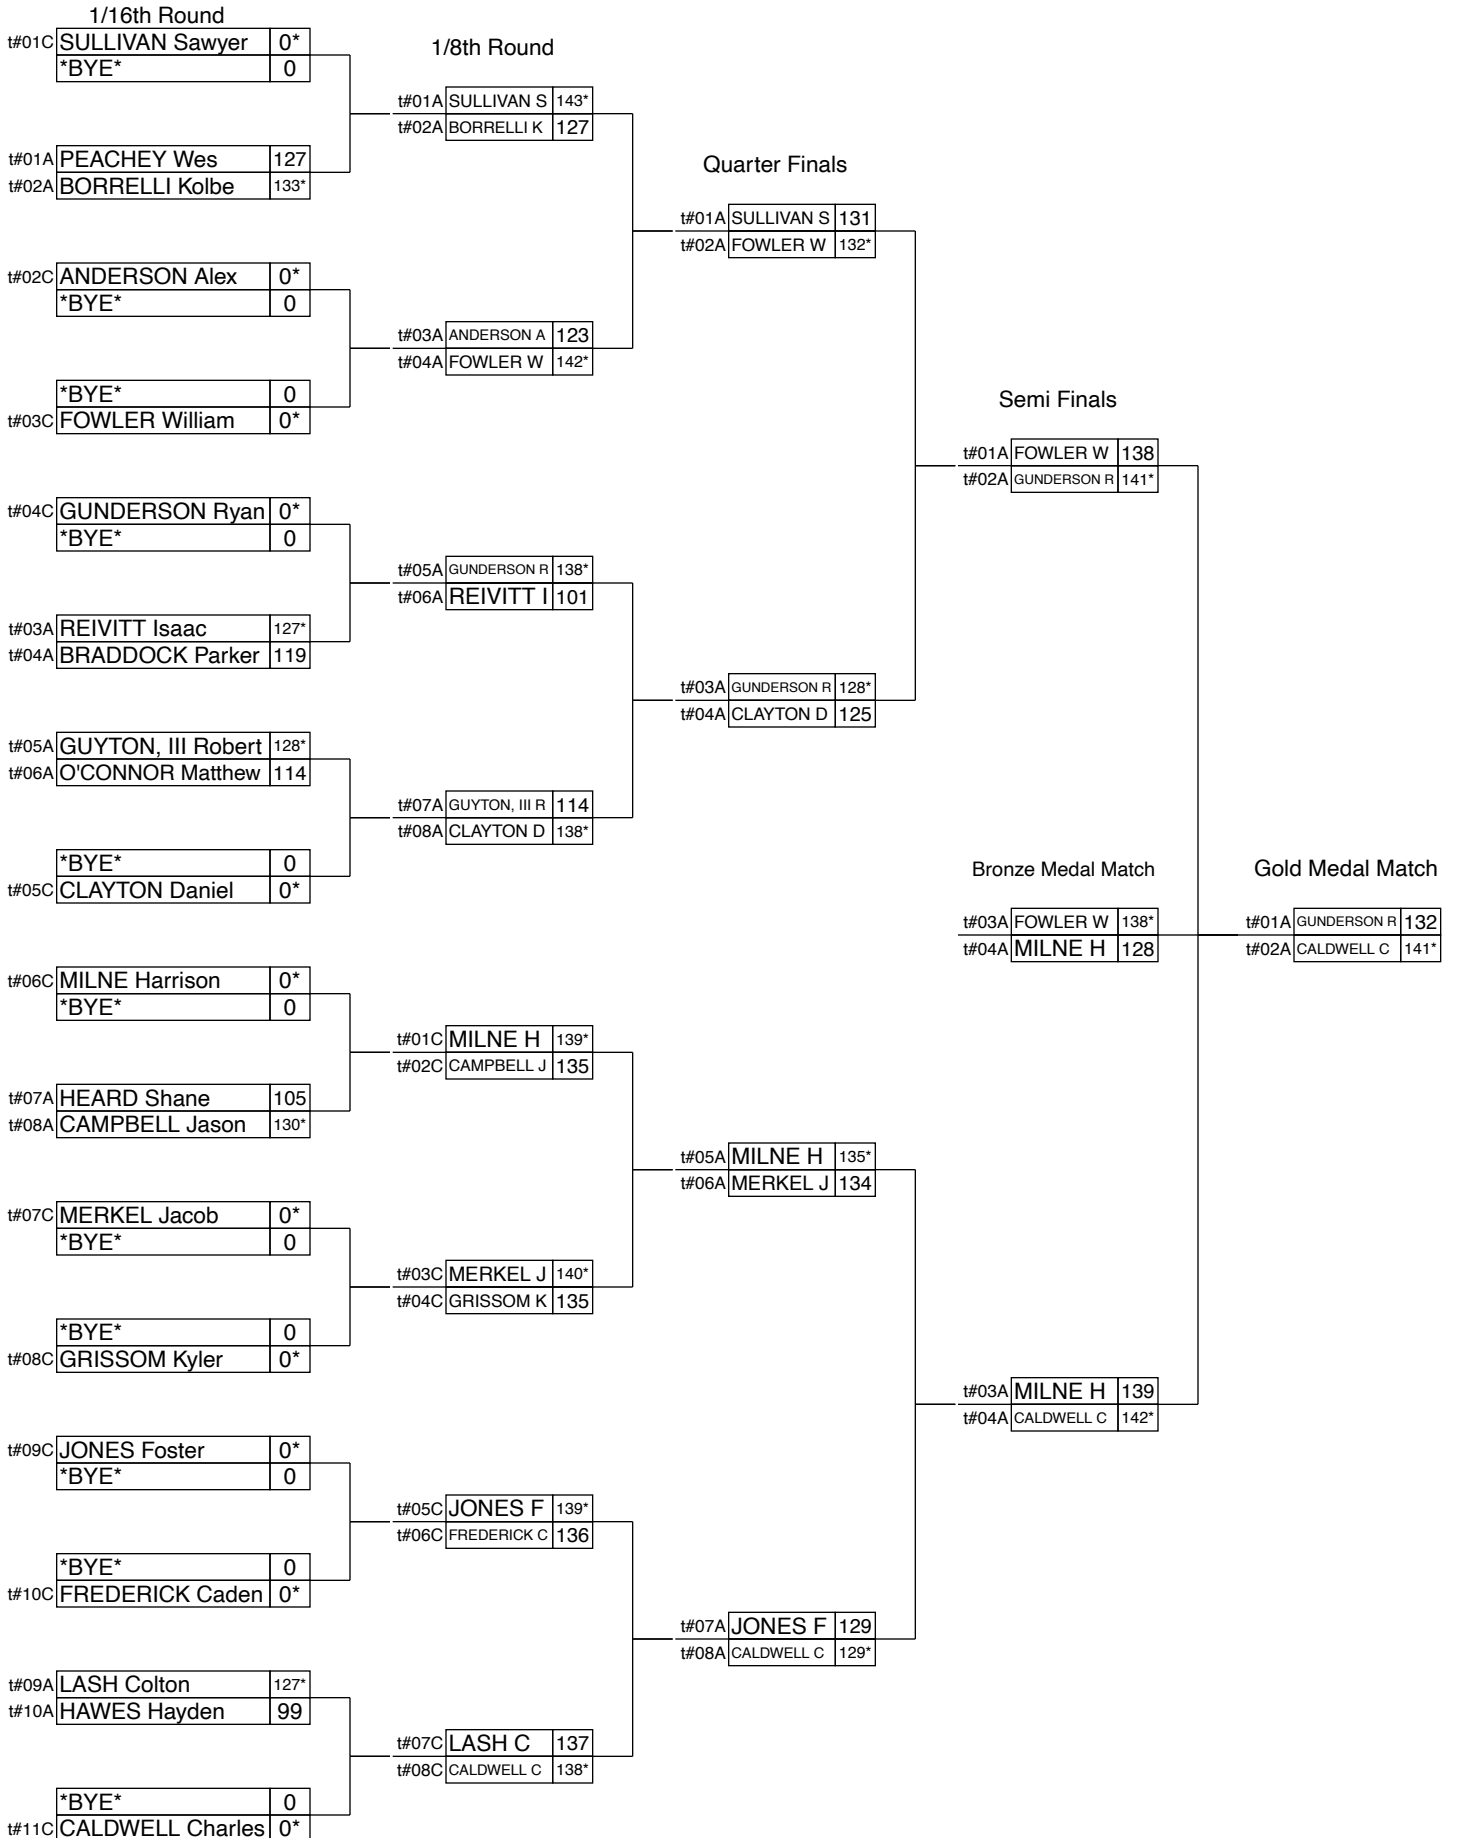 1/16th Round
t#01C SULLIVAN Sawyer 0*
*BYE* 0
t#01A PEACHEY Wes 127
t#02A BORRELLI Kolbe 133*
t#02C ANDERSON Alex 0*
*BYE* 0
*BYE* 0
t#03C FOWLER William 0*
t#04C GUNDERSON Ryan 0*
*BYE* 0
t#03A REIVITT Isaac 127*
t#04A BRADDOCK Parker 119
t#05A GUYTON, III Robert 128*
t#06A O'CONNOR Matthew 114
*BYE* 0
t#05C CLAYTON Daniel 0*
t#06C MILNE Harrison 0*
*BYE* 0
t#07A HEARD Shane 105
t#08A CAMPBELL Jason 130*
t#07C MERKEL Jacob 0*
*BYE* 0
*BYE* 0
t#08C GRISSOM Kyler 0*
t#09C JONES Foster 0*
*BYE* 0
*BYE* 0
t#10C FREDERICK Caden 0*
t#09A LASH Colton 127*
t#10A HAWES Hayden 99
*BYE* 0
t#11C CALDWELL Charles 0*
1/8th Round
t#01A SULLIVAN S 143*
t#02A BORRELLI K 127
t#03A ANDERSON A 123
t#04A FOWLER W 142*
t#05A GUNDERSON R 138*
t#06A REIVITT I 101
t#07A GUYTON, III R 114
t#08A CLAYTON D 138*
t#01C MILNE H 139*
t#02C CAMPBELL J 135
t#03C MERKEL J 140*
t#04C GRISSOM K 135
t#05C JONES F 139*
t#06C FREDERICK C 136
t#07C LASH C 137
t#08C CALDWELL C 138*
Quarter Finals
t#01A SULLIVAN S 131
t#02A FOWLER W 132*
t#03A GUNDERSON R 128*
t#04A CLAYTON D 125
t#05A MILNE H 135*
t#06A MERKEL J 134
t#07A JONES F 129
t#08A CALDWELL C 129*
Semi Finals
t#01A FOWLER W 138
t#02A GUNDERSON R 141*
t#03A MILNE H 139
t#04A CALDWELL C 142*
Bronze Medal Match
t#03A FOWLER W 138*
t#04A MILNE H 128
Gold Medal Match
t#01A GUNDERSON R 132
t#02A CALDWELL C 141*